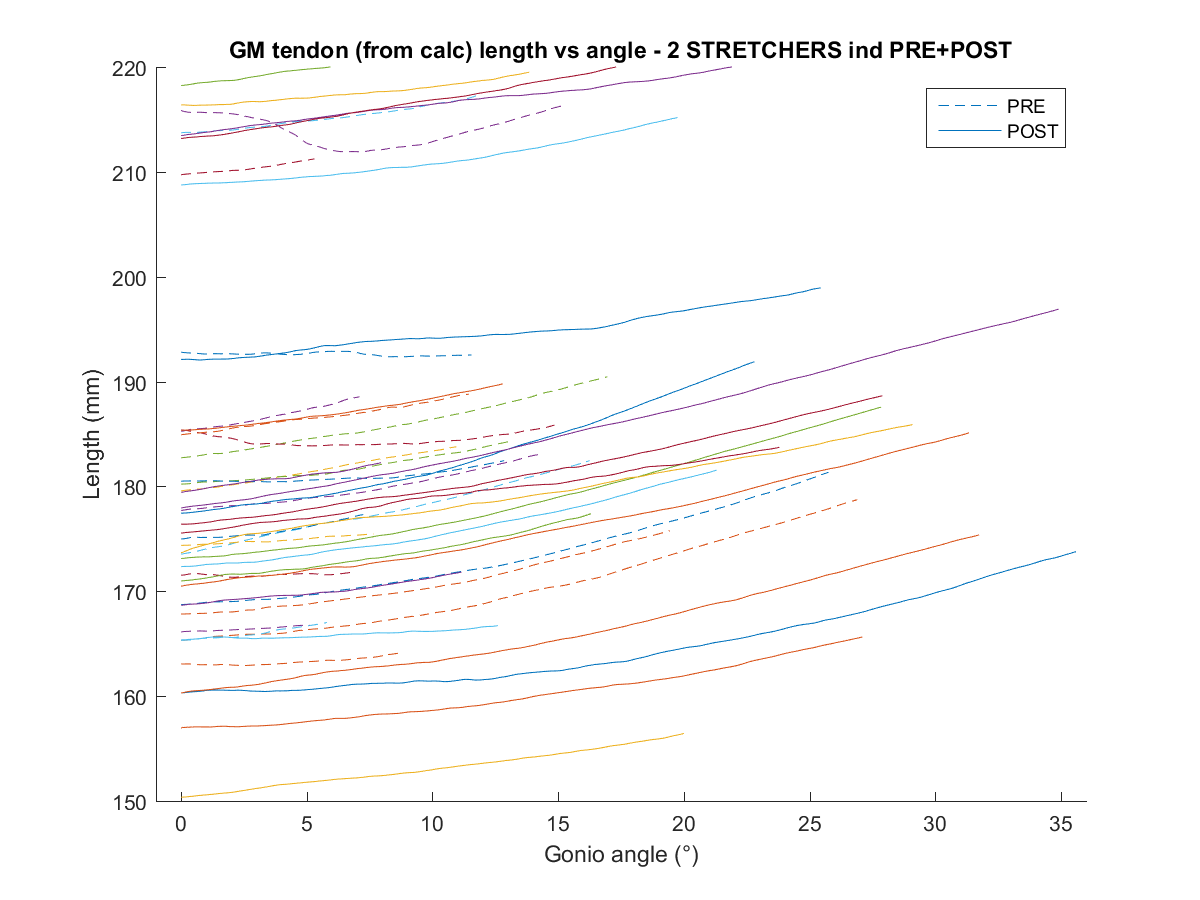 GM tendon (from calc) length vs angle - 2 STRETCHERS ind PRE+POST
PRE
POST
220
210
200
190
180
170
160
150
Length (mm)
0 5 10 15 20 25 30 35
Gonio angle (°)